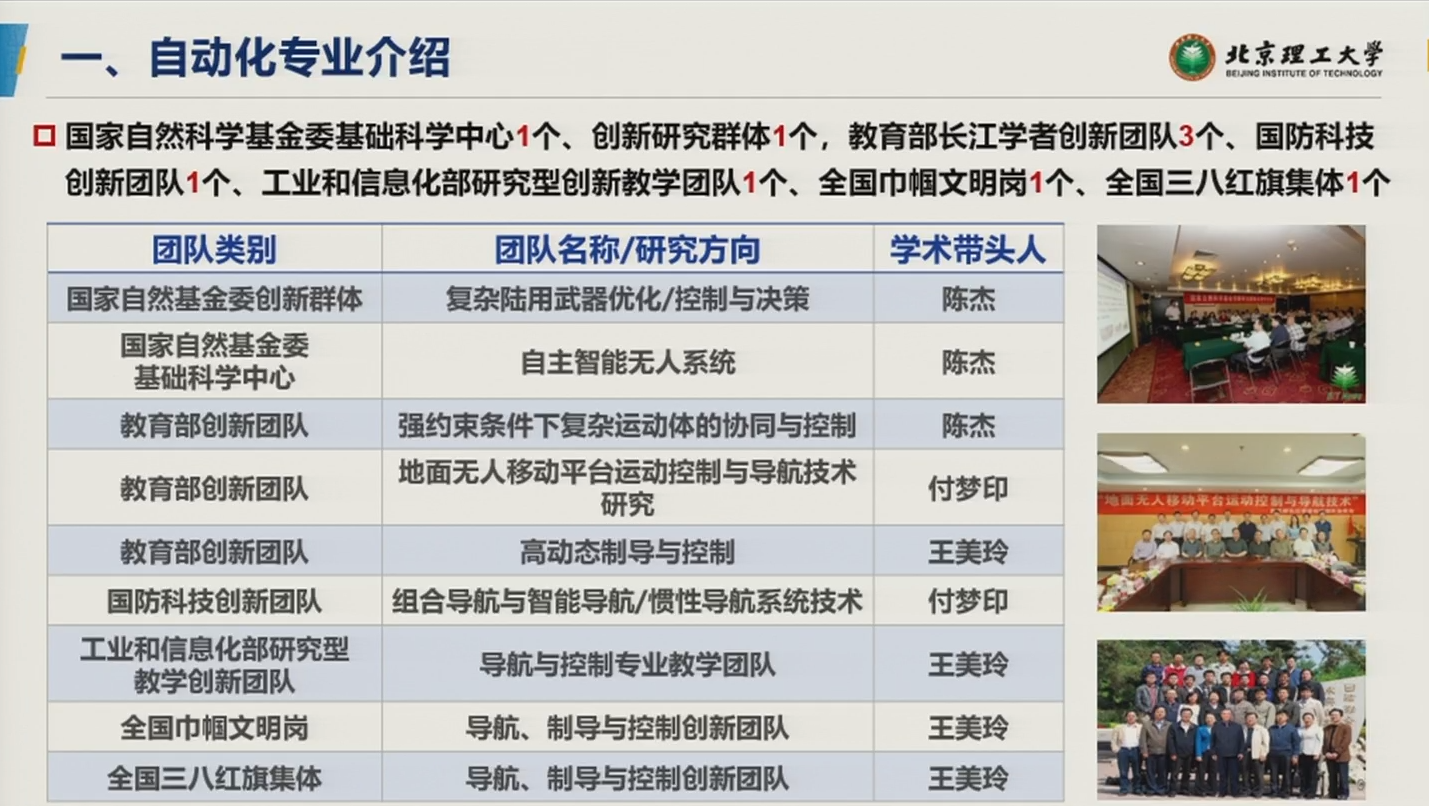 一、自动化专业介绍
北京理工大学
BEIJING INSTITUTE OF TECHNOLOGY
国家自然科学基金委基础科学中心1个、创新研究群体1个，教育部长江学者创新团队3个、国防科技
创新团队1个、工业和信息化部研究型创新教学团队1个、全国巾帼文明岗1个、全国三八红旗集体1个
团队类别 团队名称/研究方向 学术带头人
国家自然基金委创新群体 复杂陆用武器优化/控制与决策 陈杰
国家自然基金委
基础科学中心 自主智能无人系统 陈杰
教育部创新团队 强约束条件下复杂运动体的协同与控制 陈杰
教育部创新团队 地面无人移动平台运动控制与导航技术
研究 付梦印
教育部创新团队 高动态制导与控制 王美玲
国防科技创新团队 组合导航与智能导航/惯性导航系统技术 付梦印
工业和信息化部研究型
教学创新团队 导航与控制专业教学团队 王美玲
全国巾帼文明岗 导航、制导与控制创新团队 王美玲
全国三八红旗集体 导航、制导与控制创新团队 王美玲
"地面无人移动平台运动控制与导航技术"